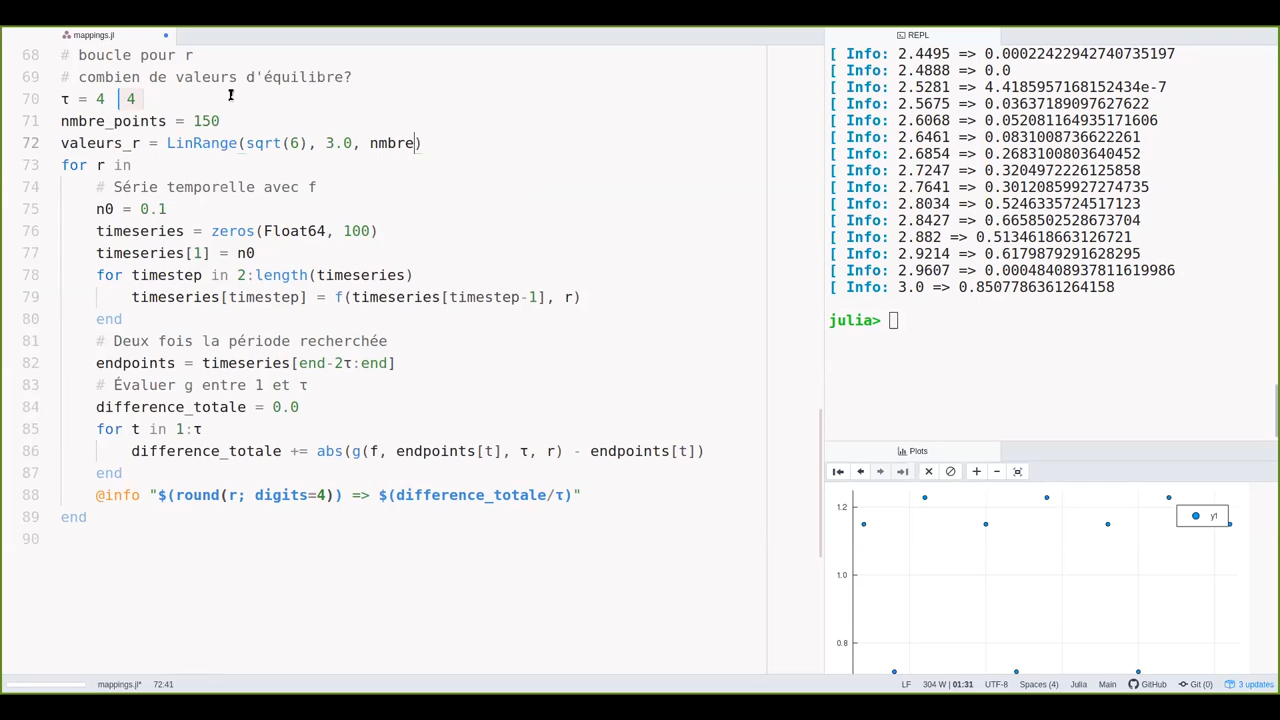 mappings.jl
68 # boucle pour r
69 # combien de valeurs d'équilibre?
70 τ = 4 4
71 nmbre_points = 150
72 valeurs_r = LinRange(sqrt(6), 3.0, nmbre)
73 for r in
74 # Série temporelle avec f
75 n0 = 0.1
76 timeseries = zeros(Float64, 100)
77 timeseries[1] = n0
78 for timestep in 2:length(timeseries)
79 timeseries[timestep] = f(timeseries[timestep-1], r)
80 end
81 # Deux fois la période recherchée
82 endpoints = timeseries[end-2τ:end]
83 # Évaluer g entre 1 et τ
84 difference_totale = 0.0
85 for t in 1:τ
86 difference_totale += abs(g(f, endpoints[t], τ, r) - endpoints[t])
87 end
88 @info "$(round(r; digits=4)) => $(difference_totale/τ)"
89 end
90
REPL
[ Info: 2.4495 => 0.00022422942740735197
[ Info: 2.4888 => 0.0
[ Info: 2.5281 => 4.4185957168152434e-7
[ Info: 2.5675 => 0.03637189097627622
[ Info: 2.6068 => 0.052081164935171606
[ Info: 2.6461 => 0.0831008736622261
[ Info: 2.6854 => 0.2683100803640452
[ Info: 2.7247 => 0.3204972226125858
[ Info: 2.7641 => 0.30120859927274735
[ Info: 2.8034 => 0.5246335724517123
[ Info: 2.8427 => 0.6658502528673704
[ Info: 2.882 => 0.5134618663126721
[ Info: 2.9214 => 0.6179879291628295
[ Info: 2.9607 => 0.00048408937811619986
[ Info: 3.0 => 0.8507786361264158
julia>
Plots
1.2
y1
1.0
0.8
mappings.jl* 72:41
LF 304 W | 01:31 UTF-8 Spaces (4) Julia Main GitHub Git (0) 3 updates